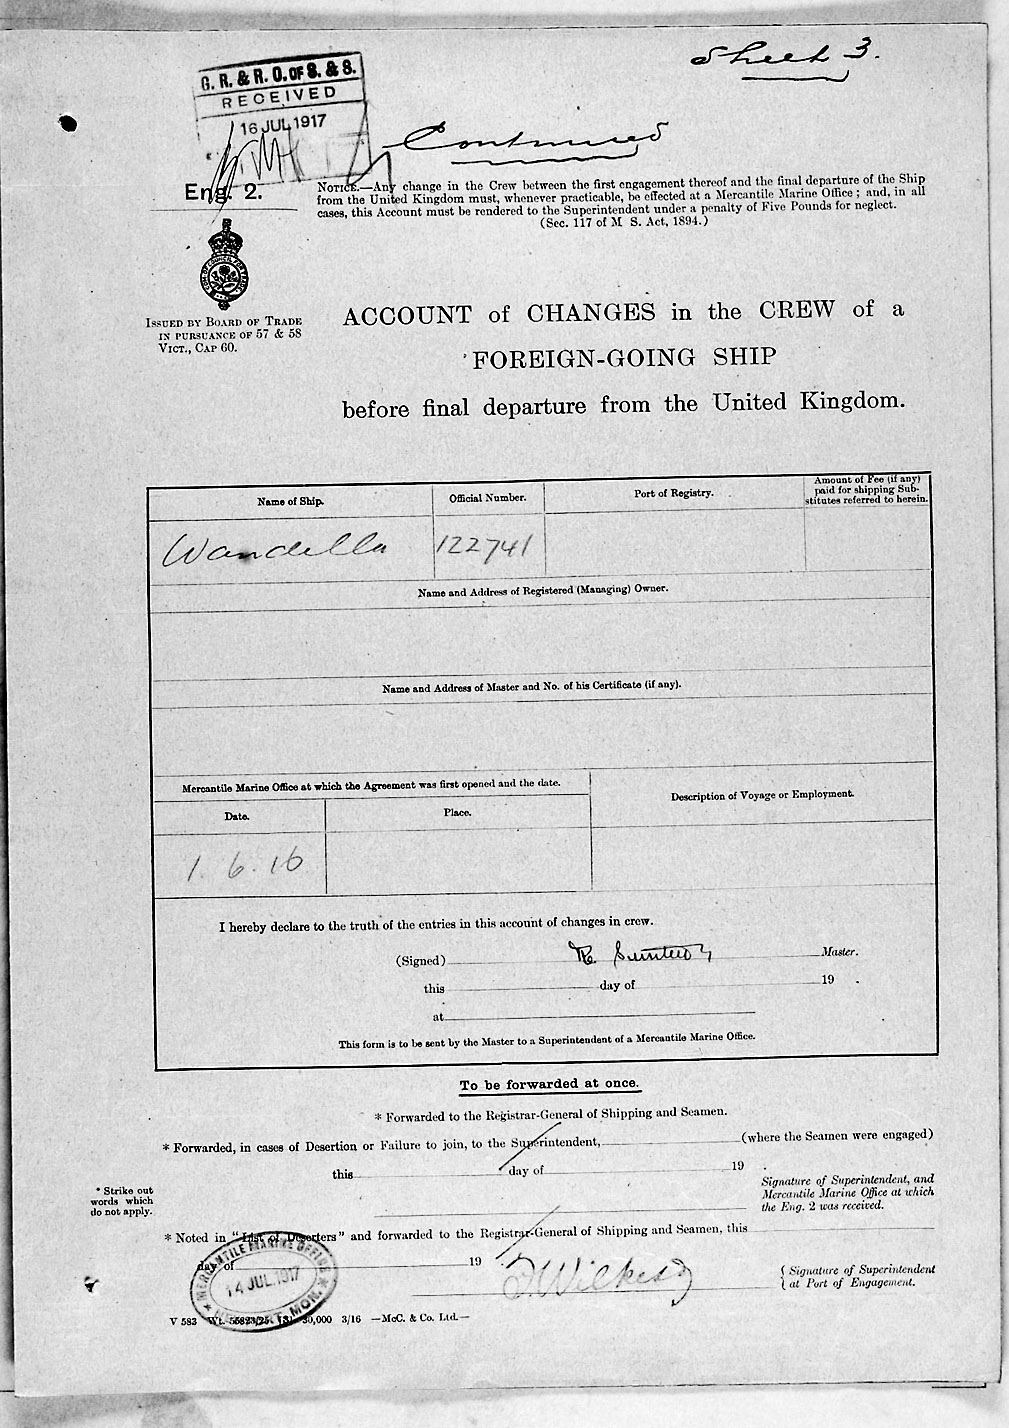 Sheet 3.
G. R. & R. O. OF S. & S.
RECEIVED
16 JUL 1917
Continued
Eng. 2.
NOTICE.—Any change in the Crew between the first engagement thereof and the final departure of the Ship
from the United Kingdom must, whenever practicable, be effected at a Mercantile Marine Office; and, in all
cases, this Account must be rendered to the Superintendent under a penalty of Five Pounds for neglect.
(Sec. 117 of M S. Act, 1894.)
ISSUED BY BOARD OF TRADE
IN PURSUANCE OF 57 & 58
VICT., CAP 60.
ACCOUNT of CHANGES in the CREW of a
FOREIGN-GOING SHIP
before final departure from the United Kingdom.
Name of Ship.
Official Number.
Port of Registry.
Amount of Fee (if any)
paid for shipping Sub-
stitutes referred to herein.
Wandella
122741
Name and Address of Registered (Managing) Owner.
Name and Address of Master and No. of his Certificate (if any).
Mercantile Marine Office at which the Agreement was first opened and the date.
Description of Voyage or Employment.
Date.
Place.
1. 6. 16
I hereby declare to the truth of the entries in this account of changes in crew.
(Signed) Master.
this day of 19 .
at
This form is to be sent by the Master to a Superintendent of a Mercantile Marine Office.
To be forwarded at once.
* Forwarded to the Registrar-General of Shipping and Seamen.
* Forwarded, in cases of Desertion or Failure to join, to the Superintendent, (where the Seamen were engaged)
this day of 19 .
Signature of Superintendent, and
Mercantile Marine Office at which
the Eng. 2 was received.
* Strike out
words which
do not apply.
* Noted in "List of Deserters" and forwarded to the Registrar-General of Shipping and Seamen, this
day of 19 .
Signature of Superintendent
at Port of Engagement.
MERCANTILE MARINE OFFICE
14 JUL 1917
NEWPORT. MON.
V 583 Wt. 30,000 3/16 —McC. & Co. Ltd.—